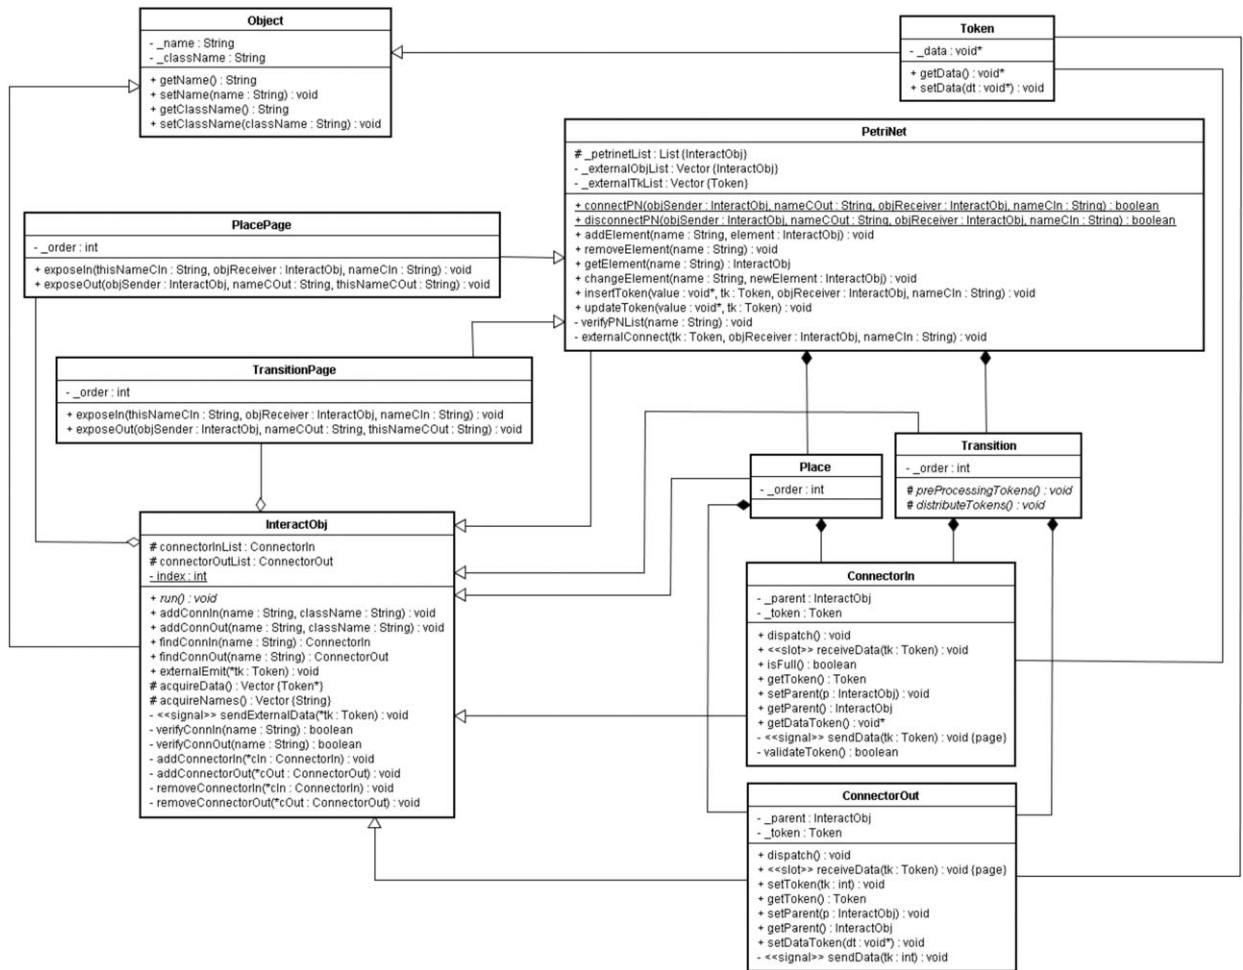 Object
- _name : String
- _className : String
+ getName() : String
+ setName(name : String) : void
+ getClassName() : String
+ setClassName(className : String) : void
Token
- _data : void*
+ getData() : void*
+ setData(dt : void*) : void
PetriNet
# _petrinetList : List {InteractObj}
- _externalObjList : Vector {InteractObj}
- _externalTkList : Vector {Token}
+ connectPN(objSender : InteractObj, nameCOut : String, objReceiver : InteractObj, nameCIn : String) : boolean
+ disconnectPN(objSender : InteractObj, nameCOut : String, objReceiver : InteractObj, nameCIn : String) : boolean
+ addElement(name : String, element : InteractObj) : void
+ removeElement(name : String) : void
+ getElement(name : String) : InteractObj
+ changeElement(name : String, newElement : InteractObj) : void
+ insertToken(value : void*, tk : Token, objReceiver : InteractObj, nameCIn : String) : void
+ updateToken(value : void*, tk : Token) : void
- verifyPNList(name : String) : void
- externalConnect(tk : Token, objReceiver : InteractObj, nameCIn : String) : void
PlacePage
- _order : int
+ exposeIn(thisNameCIn : String, objReceiver : InteractObj, nameCIn : String) : void
+ exposeOut(objSender : InteractObj, nameCOut : String, thisNameCOut : String) : void
TransitionPage
- _order : int
+ exposeIn(thisNameCIn : String, objReceiver : InteractObj, nameCIn : String) : void
+ exposeOut(objSender : InteractObj, nameCOut : String, thisNameCOut : String) : void
Place
- _order : int
Transition
- _order : int
# preProcessingTokens() : void
# distributeTokens() : void
InteractObj
# connectorInList : ConnectorIn
# connectorOutList : ConnectorOut
- index : int
+ run() : void
+ addConnIn(name : String, className : String) : void
+ addConnOut(name : String, className : String) : void
+ findConnIn(name : String) : ConnectorIn
+ findConnOut(name : String) : ConnectorOut
+ externalEmit(*tk : Token) : void
# acquireData() : Vector {Token*}
# acquireNames() : Vector {String}
- <<signal>> sendExternalData(*tk : Token) : void
- verifyConnIn(name : String) : boolean
- verifyConnOut(name : String) : boolean
- addConnectorIn(*cIn : ConnectorIn) : void
- addConnectorOut(*cOut : ConnectorOut) : void
- removeConnectorIn(*cIn : ConnectorIn) : void
- removeConnectorOut(*cOut : ConnectorOut) : void
ConnectorIn
- _parent : InteractObj
- _token : Token
+ dispatch() : void
+ <<slot>> receiveData(tk : Token) : void
+ isFull() : boolean
+ getToken() : Token
+ setParent(p : InteractObj) : void
+ getParent() : InteractObj
+ getDataToken() : void*
- <<signal>> sendData(tk : Token) : void {page}
- validateToken() : boolean
ConnectorOut
- _parent : InteractObj
- _token : Token
+ dispatch() : void
+ <<slot>> receiveData(tk : Token) : void {page}
+ setToken(tk : int) : void
+ getToken() : Token
+ setParent(p : InteractObj) : void
+ getParent() : InteractObj
+ setDataToken(dt : void*) : void
- <<signal>> sendData(tk : int) : void